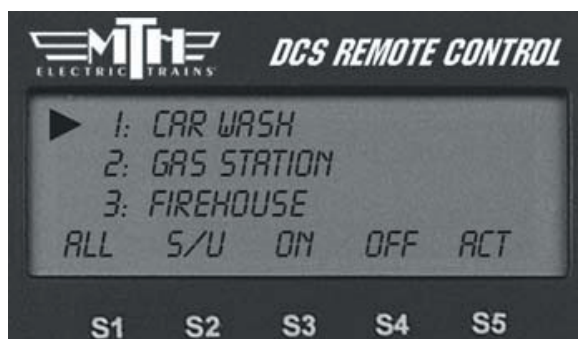 MTH
ELECTRIC TRAINS
DCS REMOTE CONTROL
1: CAR WASH
2: GAS STATION
3: FIREHOUSE
ALL S/U ON OFF ACT
S1 S2 S3 S4 S5